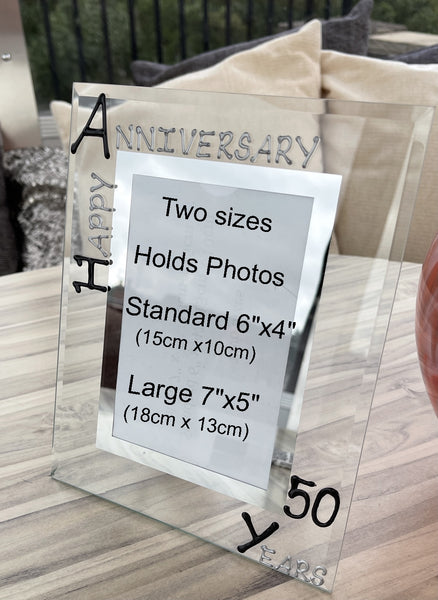 ANNIVERSARY
HAPPY
Two sizes
Holds Photos
Standard 6"x4"
(15cm x10cm)
Large 7"x5"
(18cm x 13cm)
50
YEARS